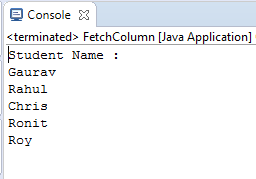 Console
<terminated> FetchColumn [Java Application]
Student Name :
Gaurav
Rahul
Chris
Ronit
Roy